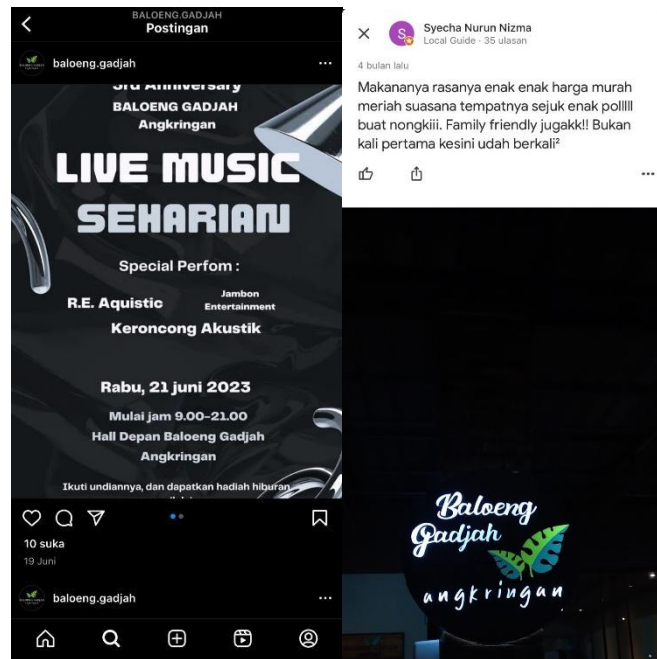 BALOENG.GADJAH
Postingan
baloeng.gadjah
3rd Anniversary
BALOENG GADJAH
Angkringan
LIVE MUSIC
SEHARIAN
Special Perfom :
R.E. Aquistic
Jambon
Entertainment
Keroncong Akustik
Rabu, 21 juni 2023
Mulai jam 9.00-21.00
Hall Depan Baloeng Gadjah
Angkringan
Ikuti undiannya, dan dapatkan hadiah hiburan
10 suka
19 Juni
baloeng.gadjah
S
Syecha Nurun Nizma
Local Guide · 35 ulasan
4 bulan lalu
Makananya rasanya enak enak harga murah
meriah suasana tempatnya sejuk enak polllll
buat nongkiii. Family friendly jugakk!! Bukan
kali pertama kesini udah berkali²
Baloeng
Gadjah
angkringan